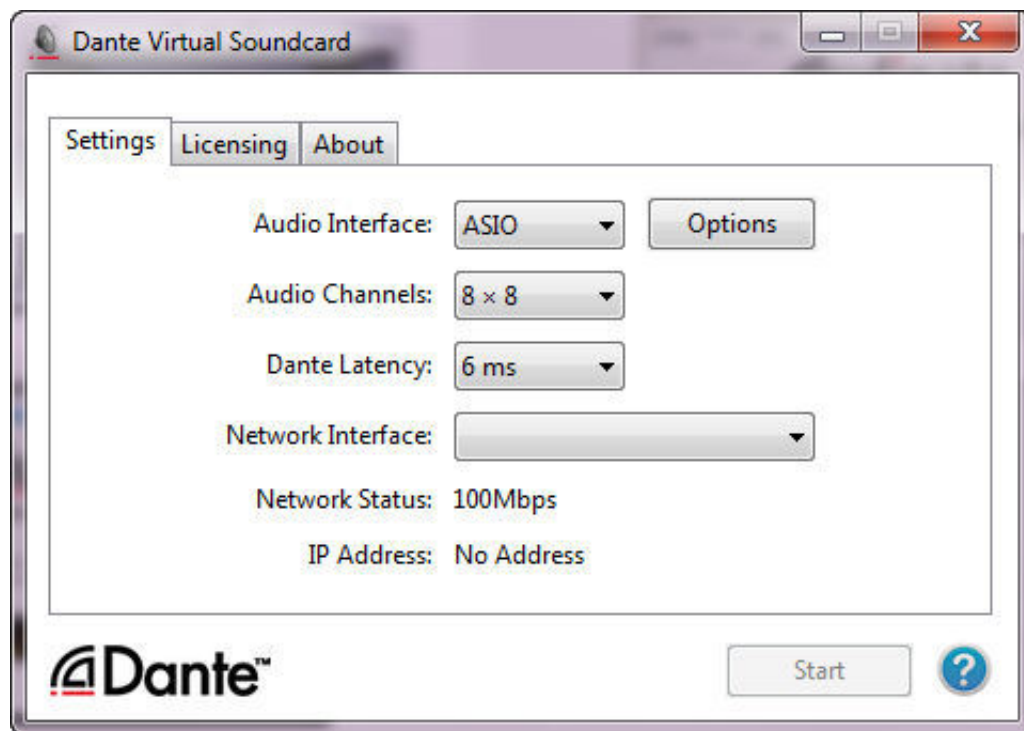 Dante Virtual Soundcard
Settings Licensing About
Audio Interface: ASIO Options
Audio Channels: 8 × 8
Dante Latency: 6 ms
Network Interface:
Network Status: 100Mbps
IP Address: No Address
Dante™ Start ?